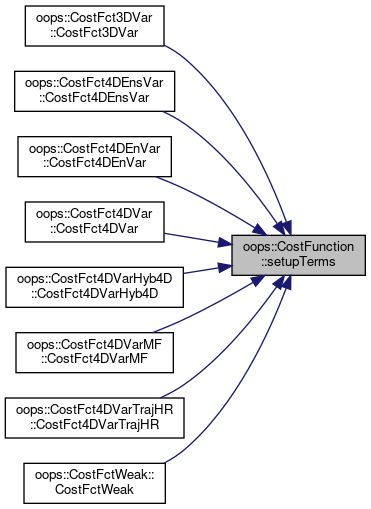 oops::CostFct3DVar
::CostFct3DVar
oops::CostFct4DEnsVar
::CostFct4DEnsVar
oops::CostFct4DEnVar
::CostFct4DEnVar
oops::CostFct4DVar
::CostFct4DVar
oops::CostFunction
::setupTerms
oops::CostFct4DVarHyb4D
::CostFct4DVarHyb4D
oops::CostFct4DVarMF
::CostFct4DVarMF
oops::CostFct4DVarTrajHR
::CostFct4DVarTrajHR
oops::CostFctWeak::
CostFctWeak